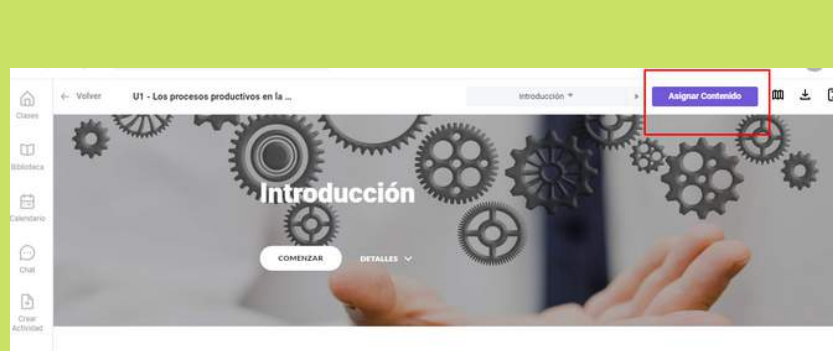 ← Volver
U1 - Los procesos productivos en la ...
Introducción
Asignar Contenido
Clases
Biblioteca
Calendario
Chat
Crear
Actividad
Introducción
COMENZAR
DETALLES